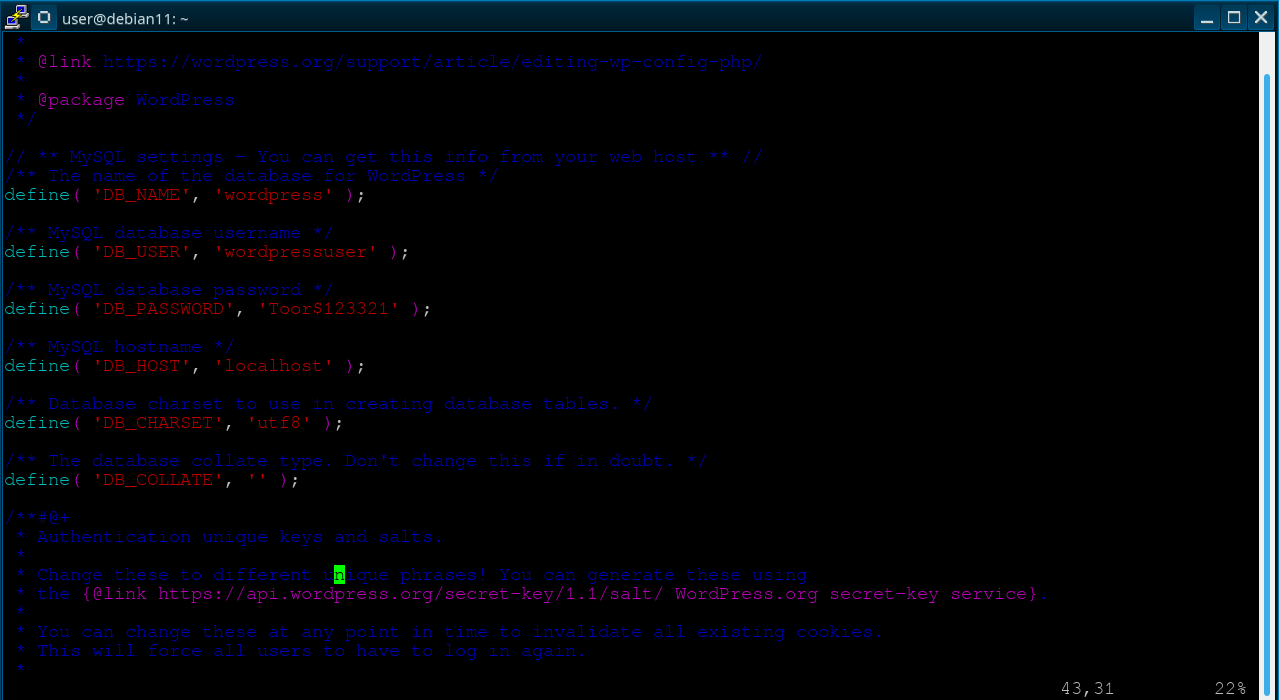 user@debian11: ~
 *
 * @link https://wordpress.org/support/article/editing-wp-config-php/
 *
 * @package WordPress
 */
// ** MySQL settings - You can get this info from your web host ** //
/** The name of the database for WordPress */
define( 'DB_NAME', 'wordpress' );
/** MySQL database username */
define( 'DB_USER', 'wordpressuser' );
/** MySQL database password */
define( 'DB_PASSWORD', 'Toor$123321' );
/** MySQL hostname */
define( 'DB_HOST', 'localhost' );
/** Database charset to use in creating database tables. */
define( 'DB_CHARSET', 'utf8' );
/** The database collate type. Don't change this if in doubt. */
define( 'DB_COLLATE', '' );
/**#@+
 * Authentication unique keys and salts.
 *
 * Change these to different unique phrases! You can generate these using
 * the {@link https://api.wordpress.org/secret-key/1.1/salt/ WordPress.org secret-key service}.
 *
 * You can change these at any point in time to invalidate all existing cookies.
 * This will force all users to have to log in again.
 *
43,31 22%